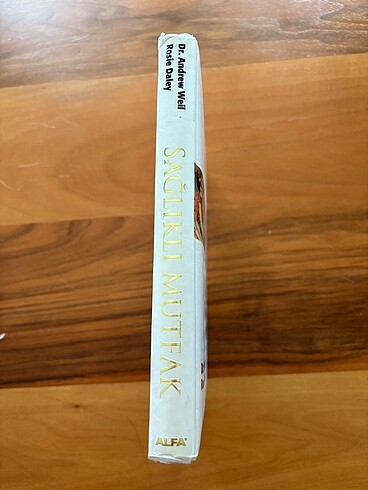 Dr. Andrew Weil
Rosie Daley
SAĞLIKLI MUTFAK
ALFA